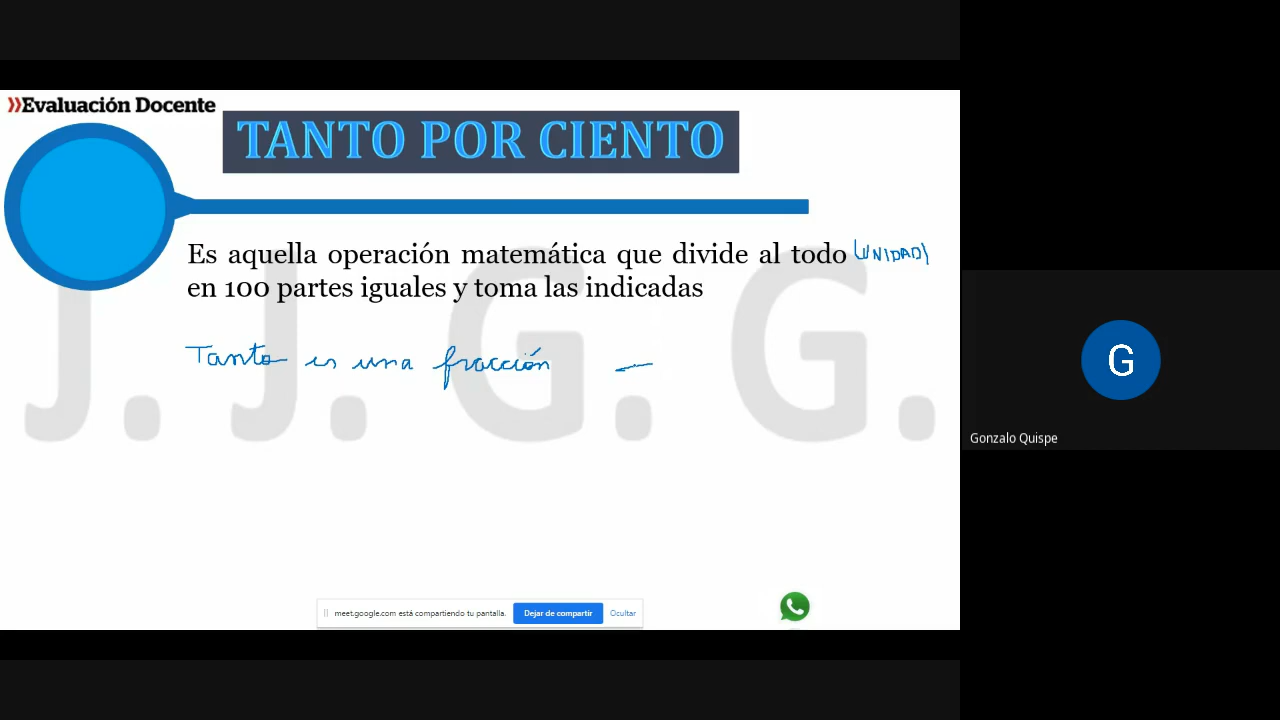 »Evaluación Docente
TANTO POR CIENTO
Es aquella operación matemática que divide al todo (UNIDAD)
en 100 partes iguales y toma las indicadas
Tanto es una fracción —
J. J. G. G.
G
Gonzalo Quispe
meet.google.com está compartiendo tu pantalla. Dejar de compartir Ocultar